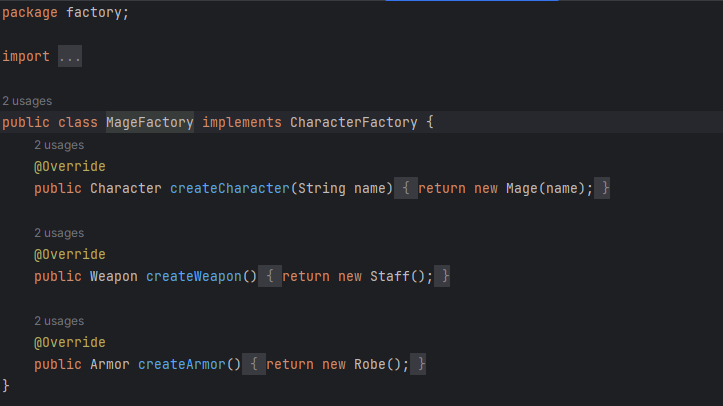 package factory;
import ...
2 usages
public class MageFactory implements CharacterFactory {
2 usages
@Override
public Character createCharacter(String name) { return new Mage(name); }
2 usages
@Override
public Weapon createWeapon() { return new Staff(); }
2 usages
@Override
public Armor createArmor() { return new Robe(); }
}